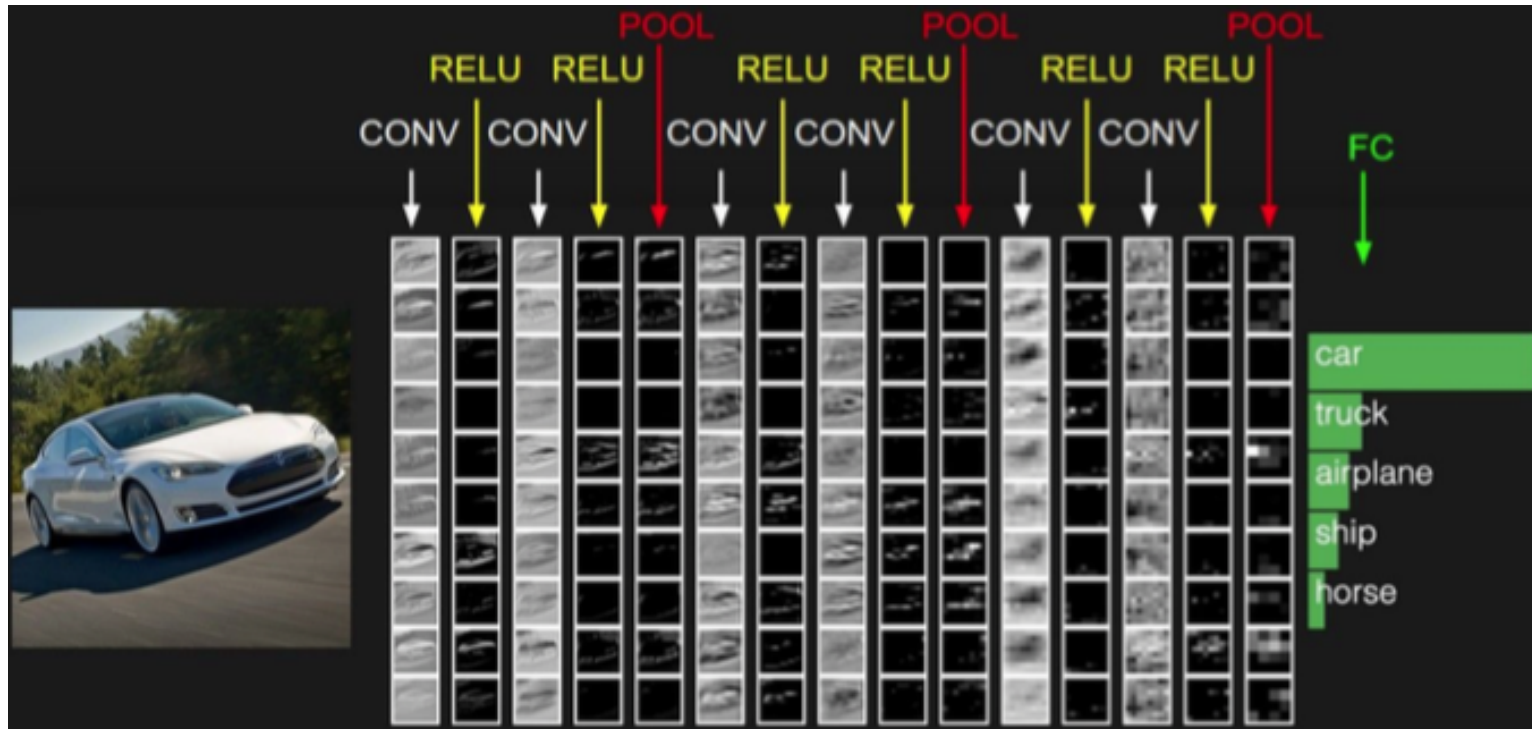 POOL POOL POOL
RELU RELU RELU RELU RELU RELU
CONV CONV CONV CONV CONV CONV
FC
car
truck
airplane
ship
horse